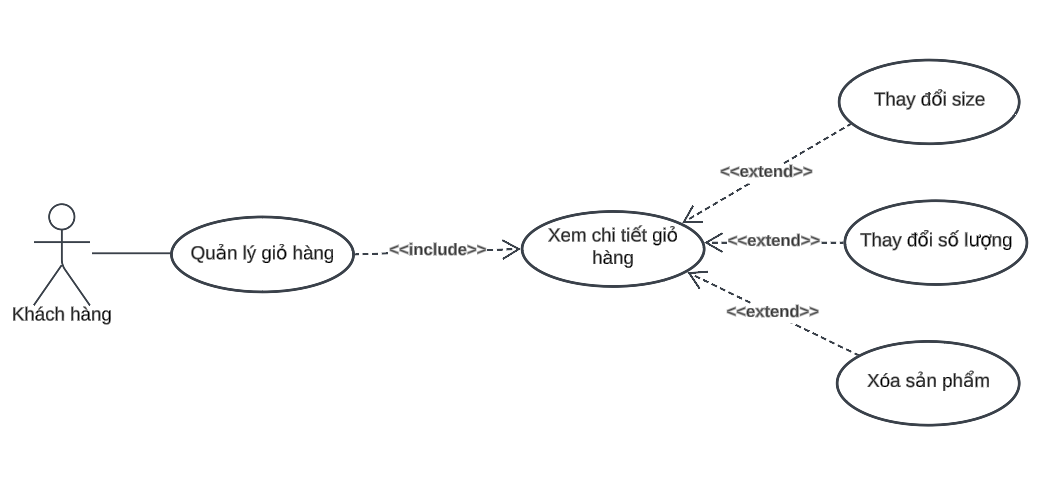 Thay đổi size
<<extend>>
Quản lý giỏ hàng
<<include>>
Xem chi tiết giỏ
hàng
<<extend>>
Thay đổi số lượng
Khách hàng
<<extend>>
Xóa sản phẩm